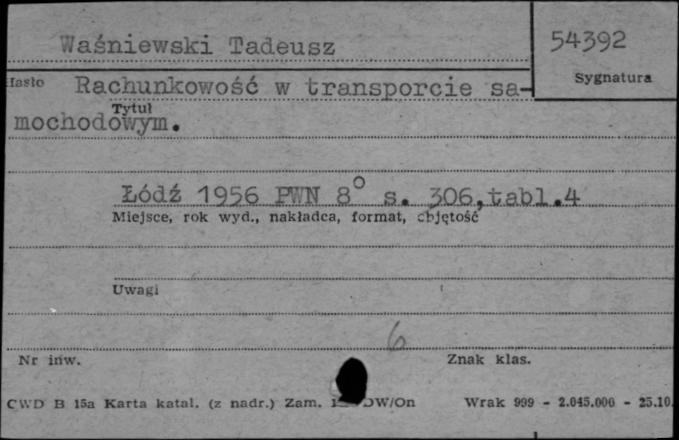 Waśniewski Tadeusz
54392
Hasło
Sygnatura
Rachunkowość w transporcie sa-
Tytuł
mochodowym.
Łódź 1956 PWN 8° s. 306,tabl.4
Miejsce, rok wyd., nakładca, format, objętość
Uwagi
6
Nr inw.
Znak klas.
CWD B 15a Karta katal. (z nadr.) Zam. DW/On
Wrak 999 - 2.045.000 - 25.10